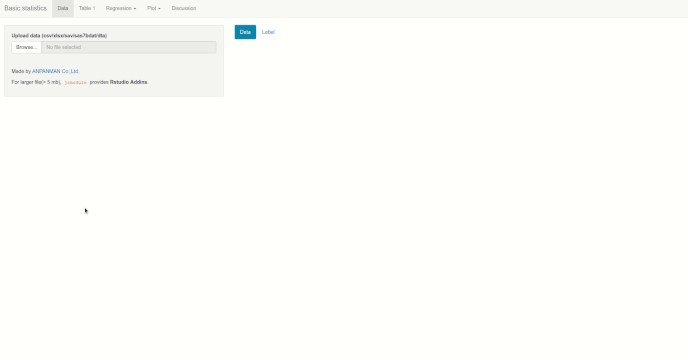 Basic statistics Data Table 1 Regression Plot Discussion
Upload data (csv/xlsx/sav/sas7bdat/dta)
Browse... No file selected
Made by ANPANMAN Co.,Ltd.
For larger file(> 5 mb), jsmodule provides Rstudio Addins.
Data Label